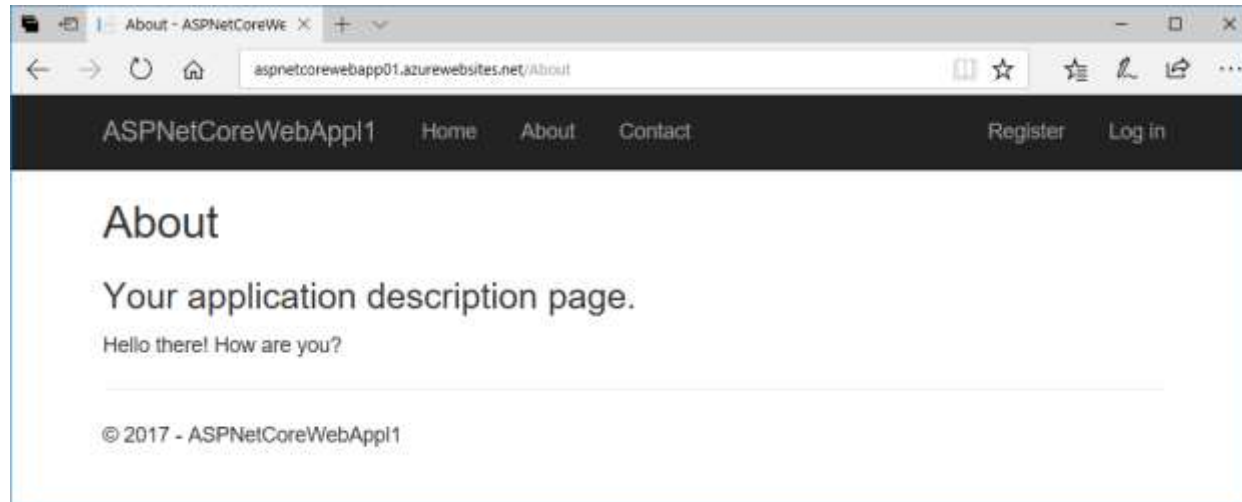 About - ASPNetCoreWe
aspnetcorewebapp01.azurewebsites.net/About
ASPNetCoreWebAppl1 Home About Contact Register Log in
About
Your application description page.
Hello there! How are you?
© 2017 - ASPNetCoreWebAppl1